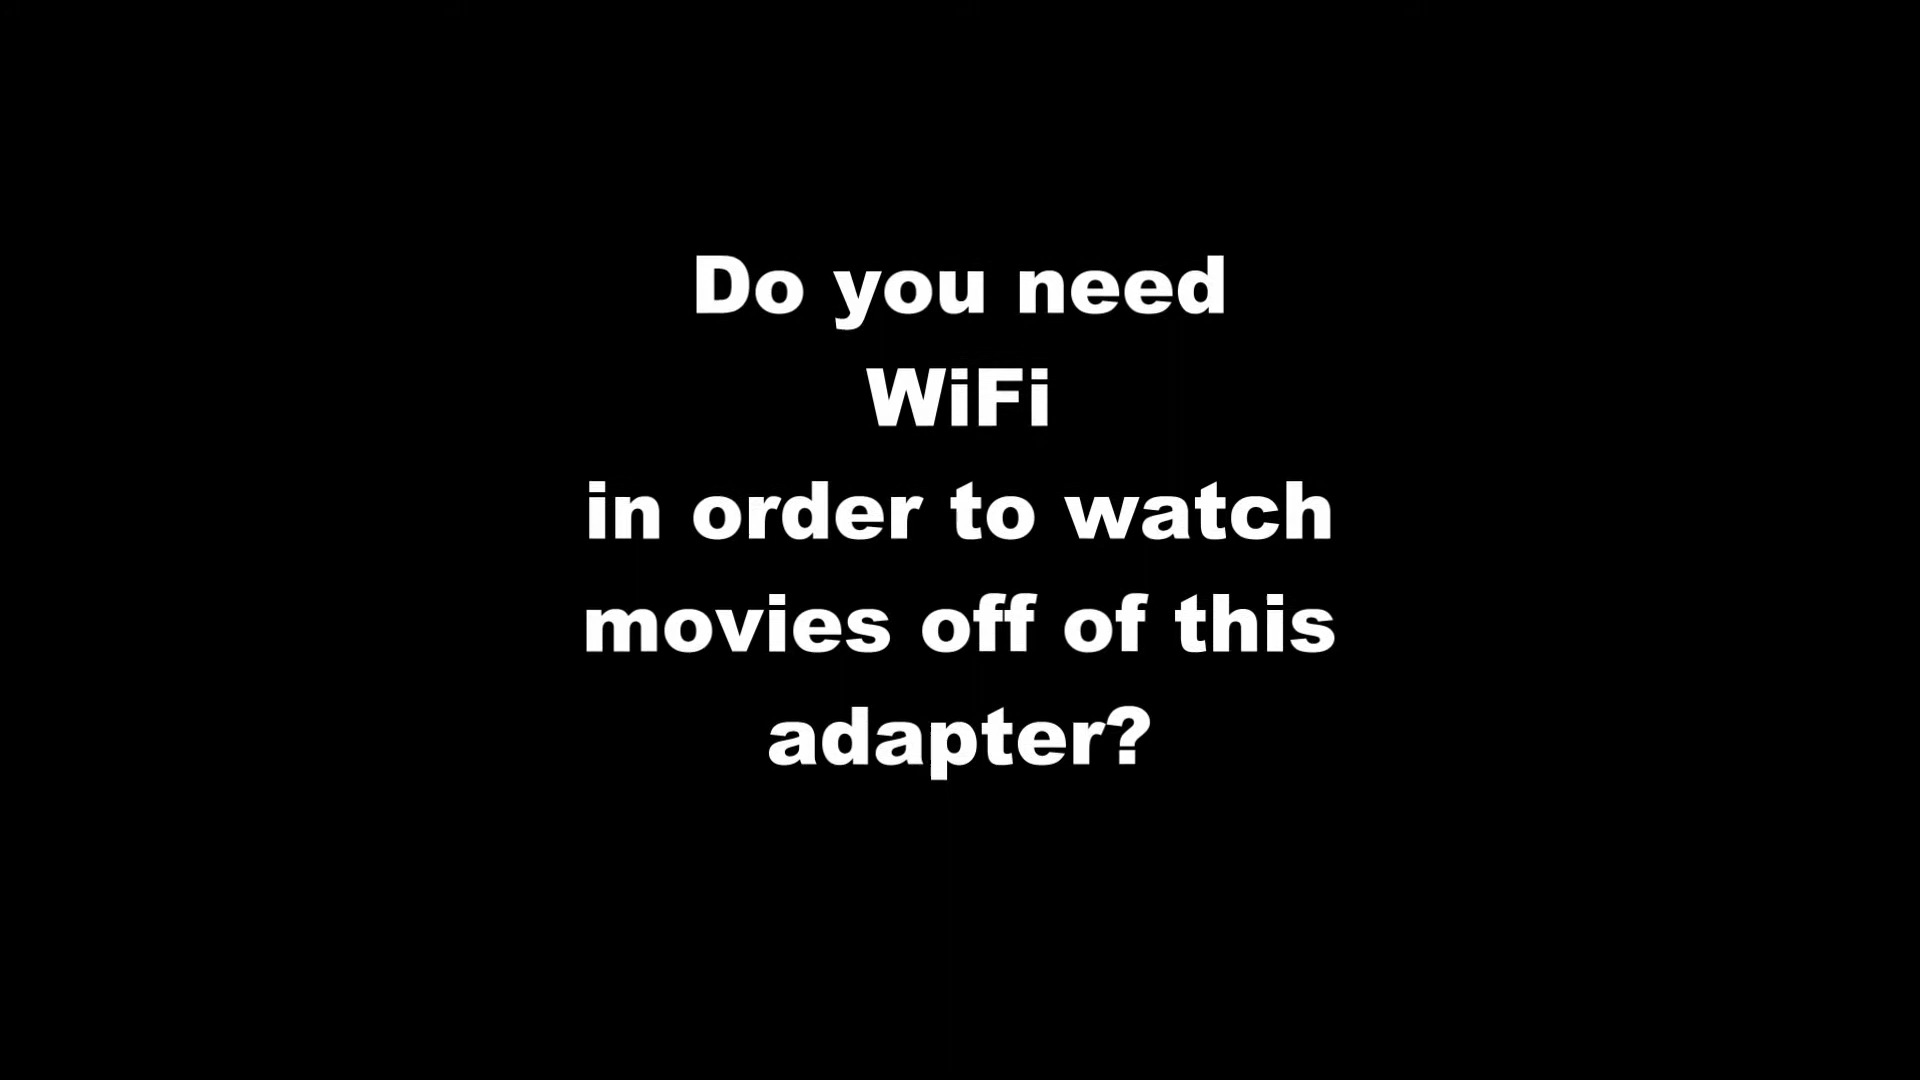 Do you need
WiFi
in order to watch
movies off of this
adapter?